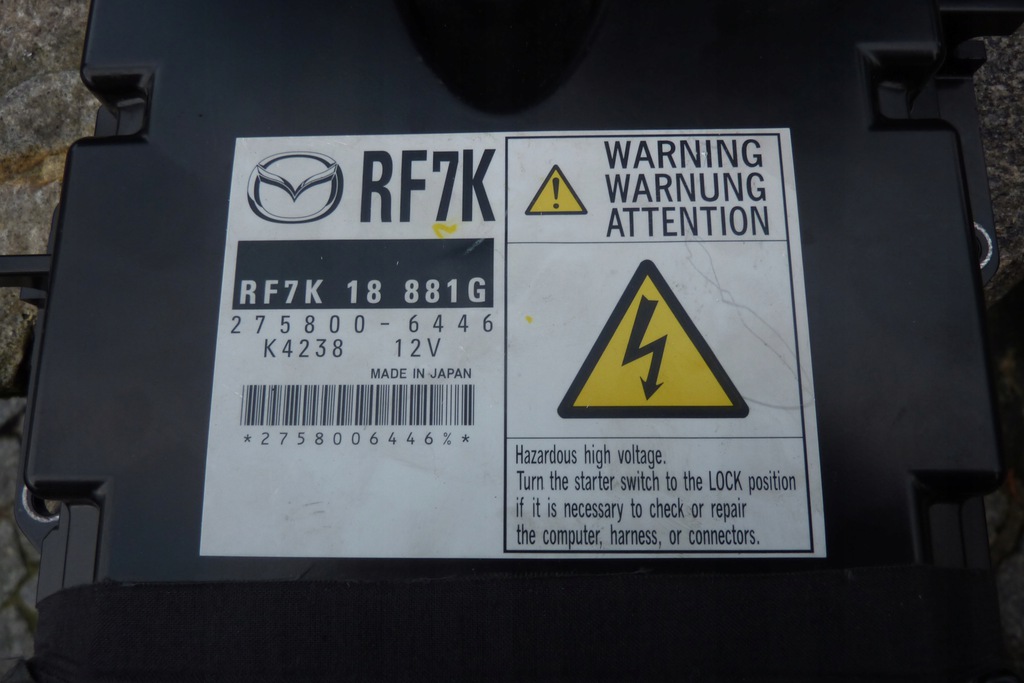 RF7K
RF7K 18 881G
275800-6446
K4238 12V
MADE IN JAPAN
*2758006446%*
WARNING
WARNUNG
ATTENTION
Hazardous high voltage.
Turn the starter switch to the LOCK position
if it is necessary to check or repair
the computer, harness, or connectors.